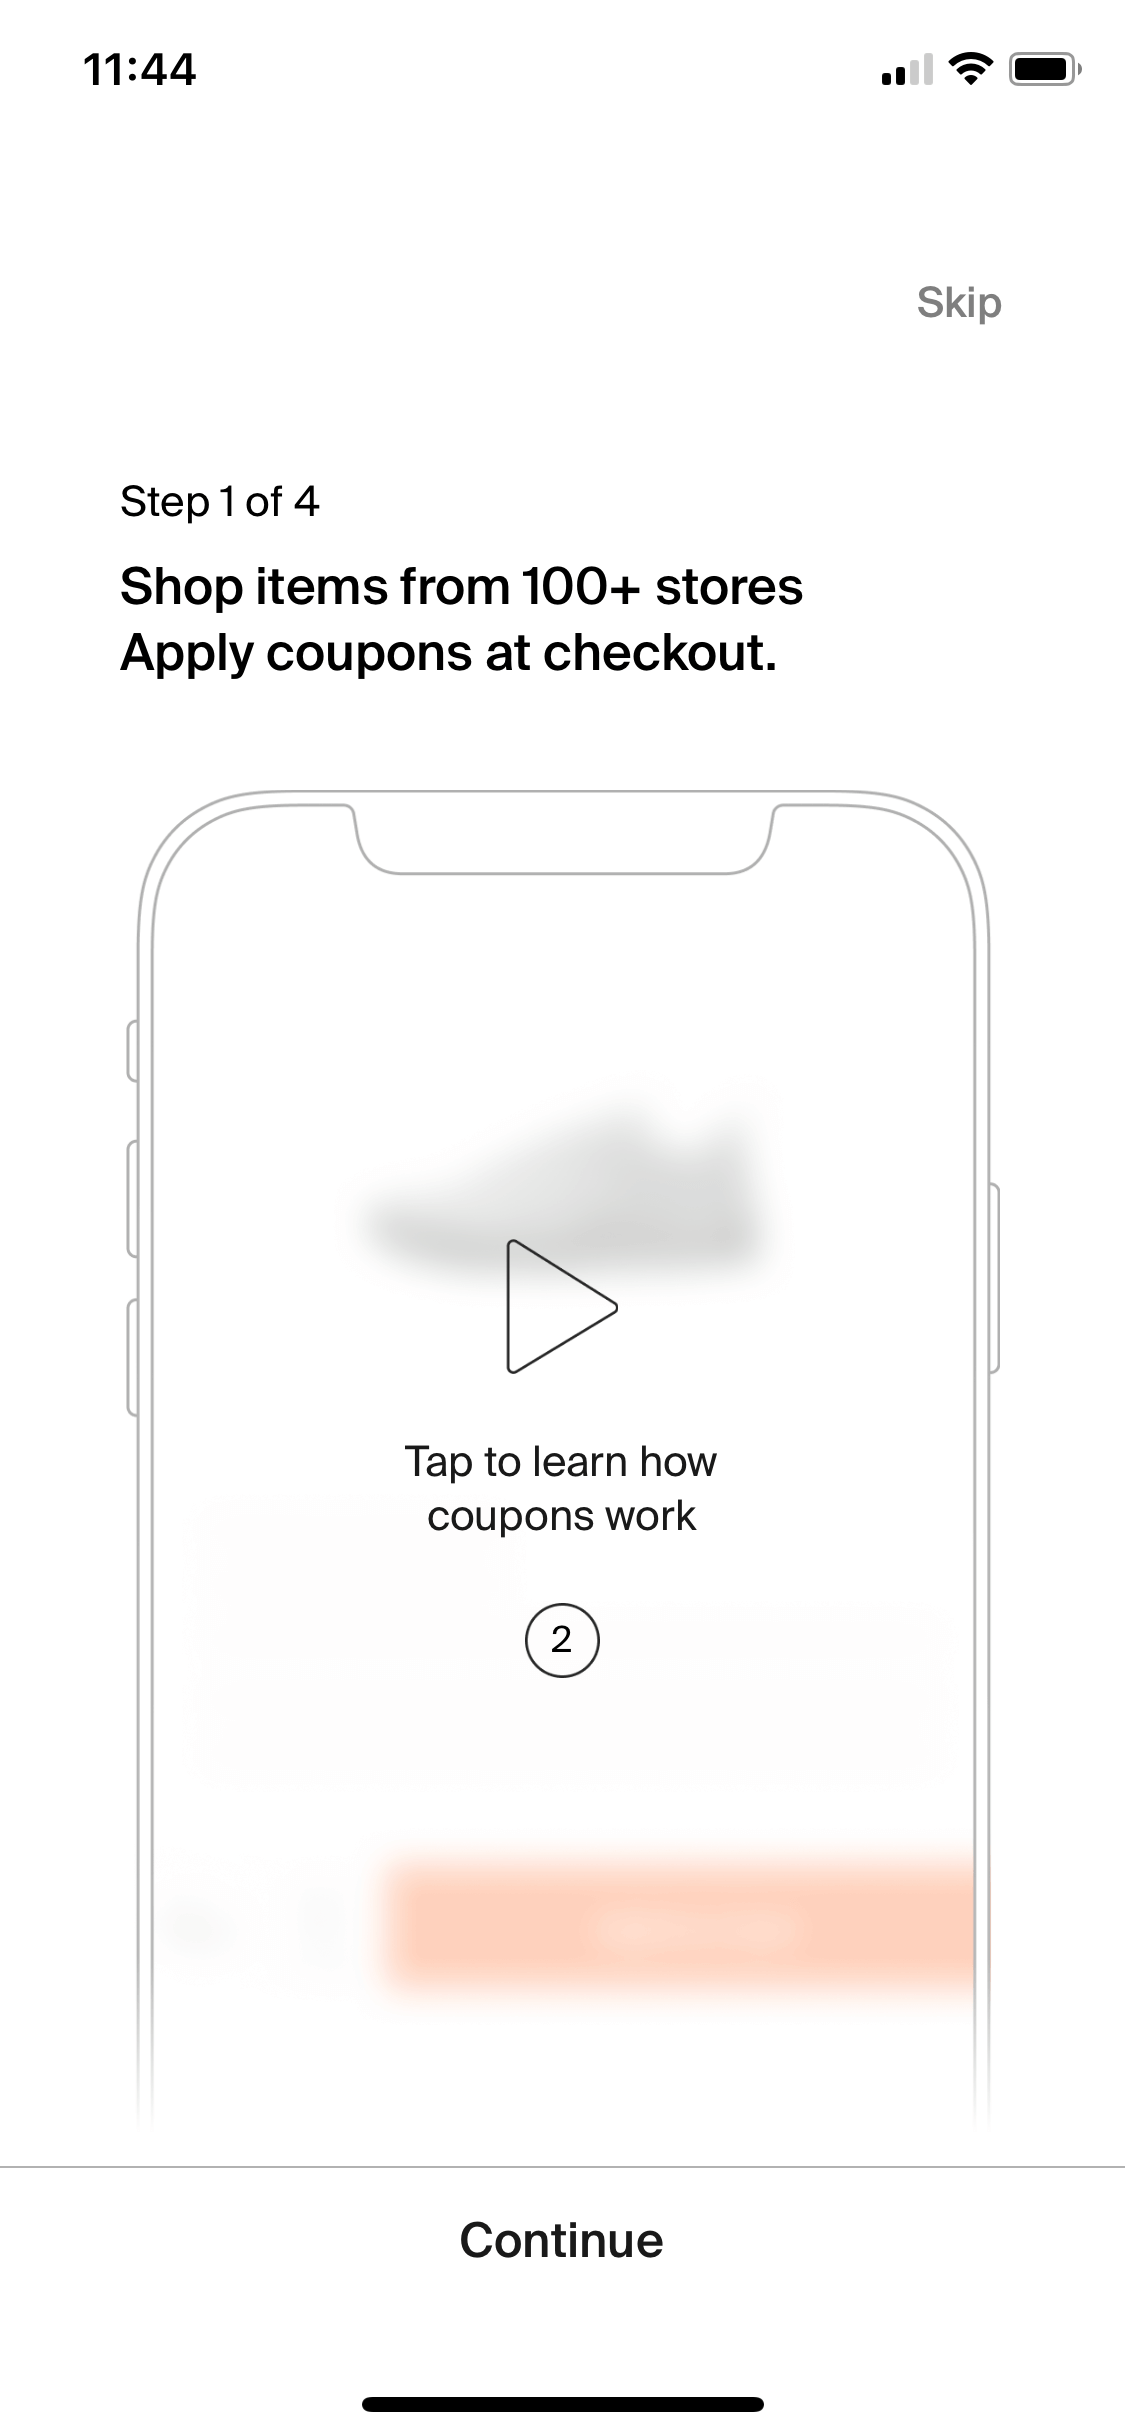 11:44
Skip
Step 1 of 4
Shop items from 100+ stores
Apply coupons at checkout.
Tap to learn how
coupons work
2
Continue